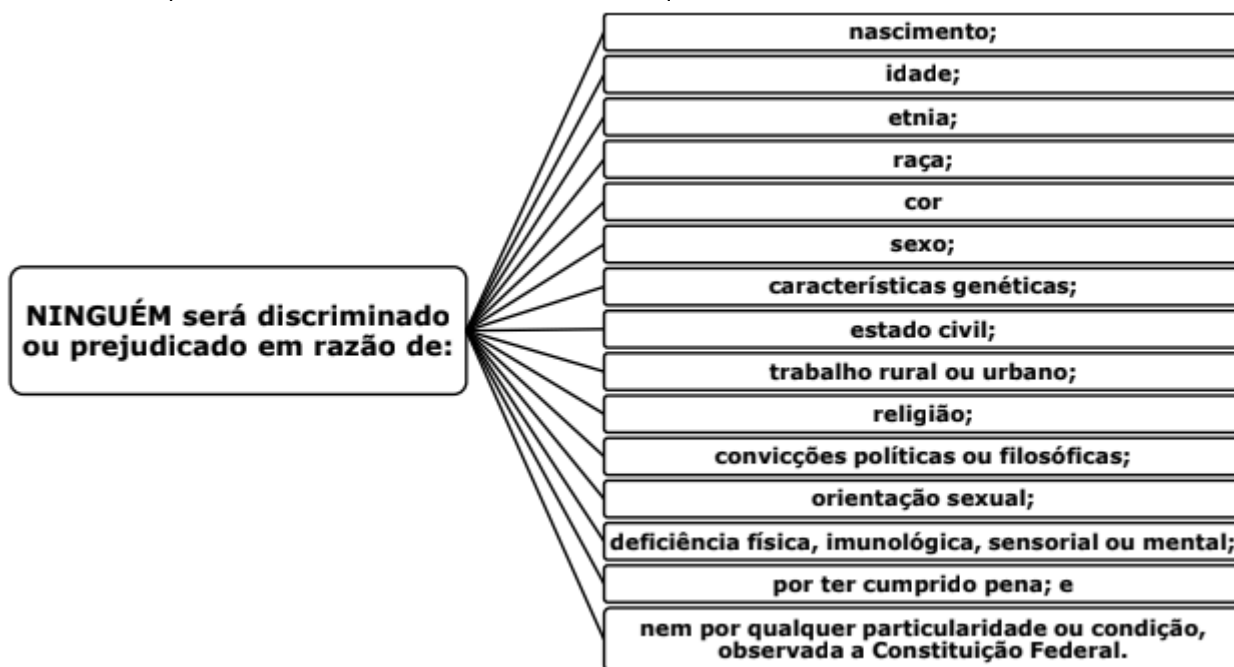 NINGUÉM será discriminado
ou prejudicado em razão de:
nascimento;
idade;
etnia;
raça;
cor
sexo;
características genéticas;
estado civil;
trabalho rural ou urbano;
religião;
convicções políticas ou filosóficas;
orientação sexual;
deficiência física, imunológica, sensorial ou mental;
por ter cumprido pena; e
nem por qualquer particularidade ou condição,
observada a Constituição Federal.